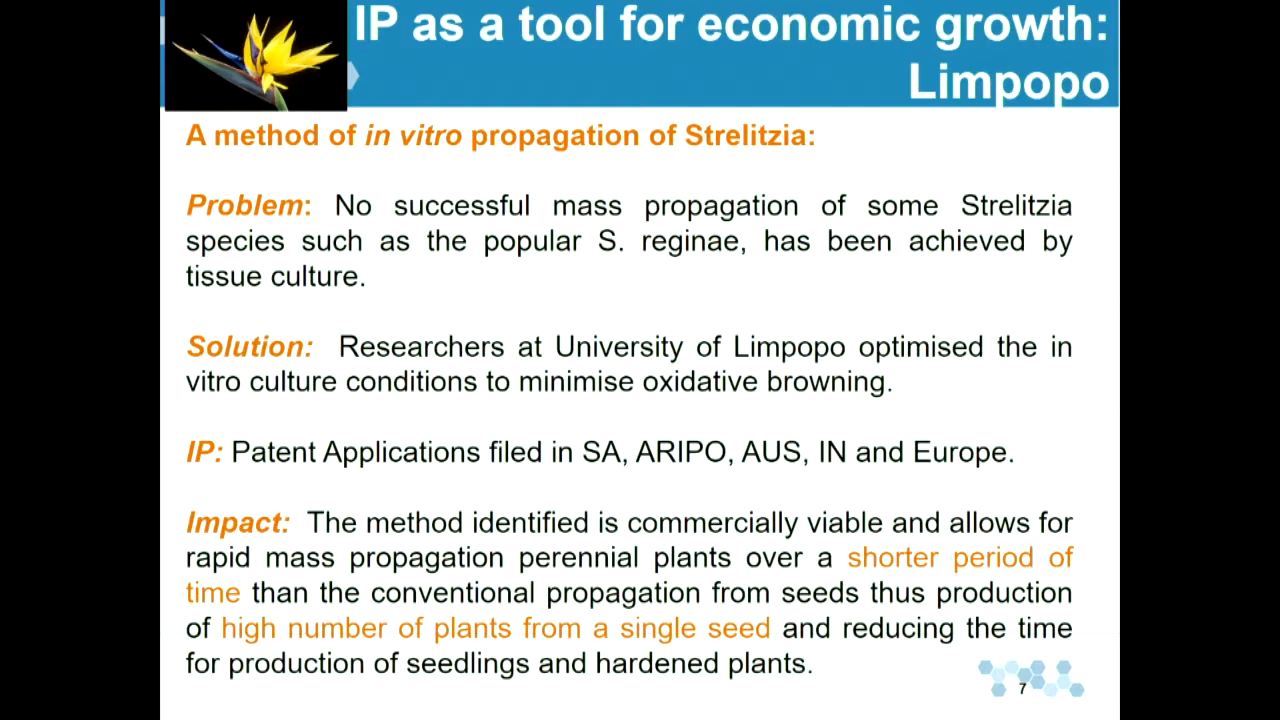 IP as a tool for economic growth:
Limpopo
A method of in vitro propagation of Strelitzia:
Problem: No successful mass propagation of some Strelitzia
species such as the popular S. reginae, has been achieved by
tissue culture.
Solution: Researchers at University of Limpopo optimised the in
vitro culture conditions to minimise oxidative browning.
IP: Patent Applications filed in SA, ARIPO, AUS, IN and Europe.
Impact: The method identified is commercially viable and allows for
rapid mass propagation perennial plants over a shorter period of
time than the conventional propagation from seeds thus production
of high number of plants from a single seed and reducing the time
for production of seedlings and hardened plants.
7